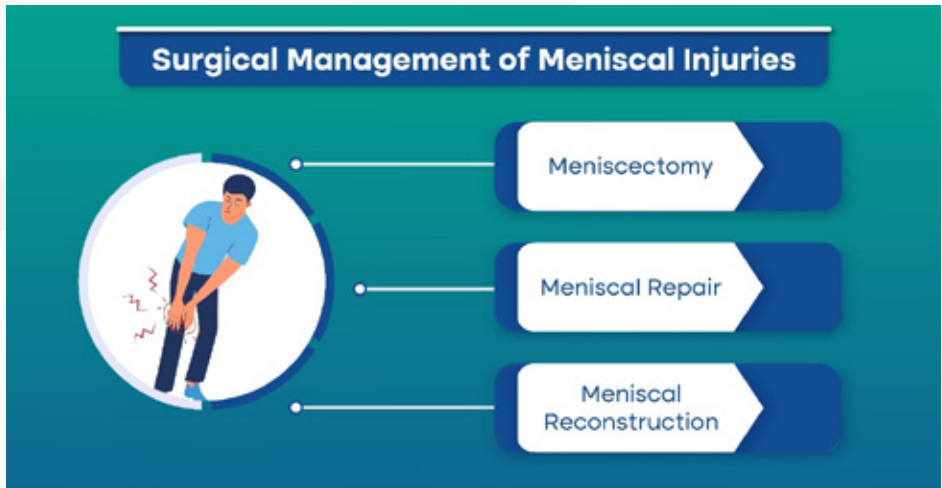 Surgical Management of Meniscal Injuries
Meniscectomy
Meniscal Repair
Meniscal
Reconstruction